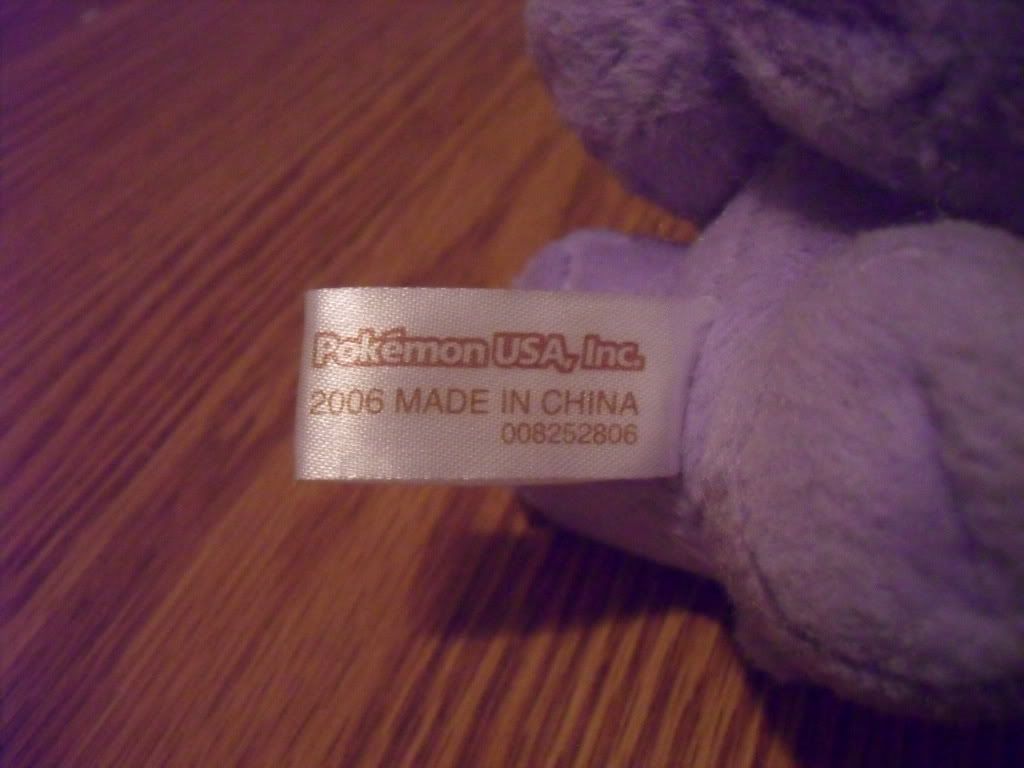 Pokémon USA, Inc.
2006 MADE IN CHINA
008252806